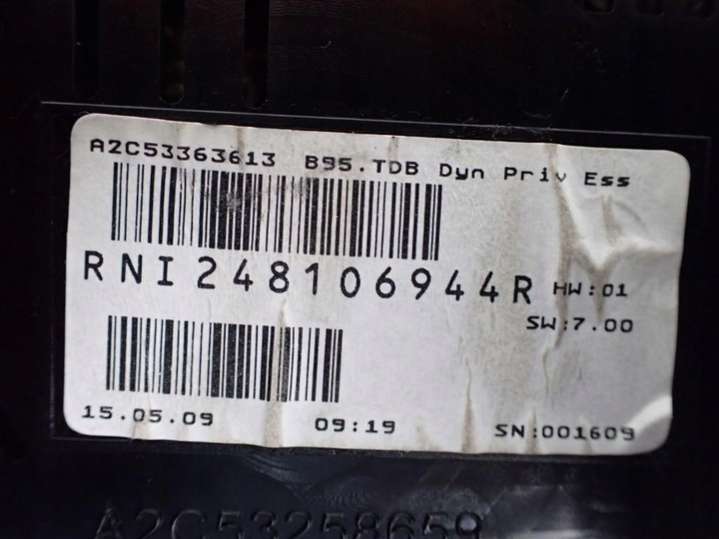 A2C53363613 B95.TDB Dyn Priv Ess
RNI248106944R HW:01
SW:7.00
15.05.09 09:19 SN:001609
A2C53258659